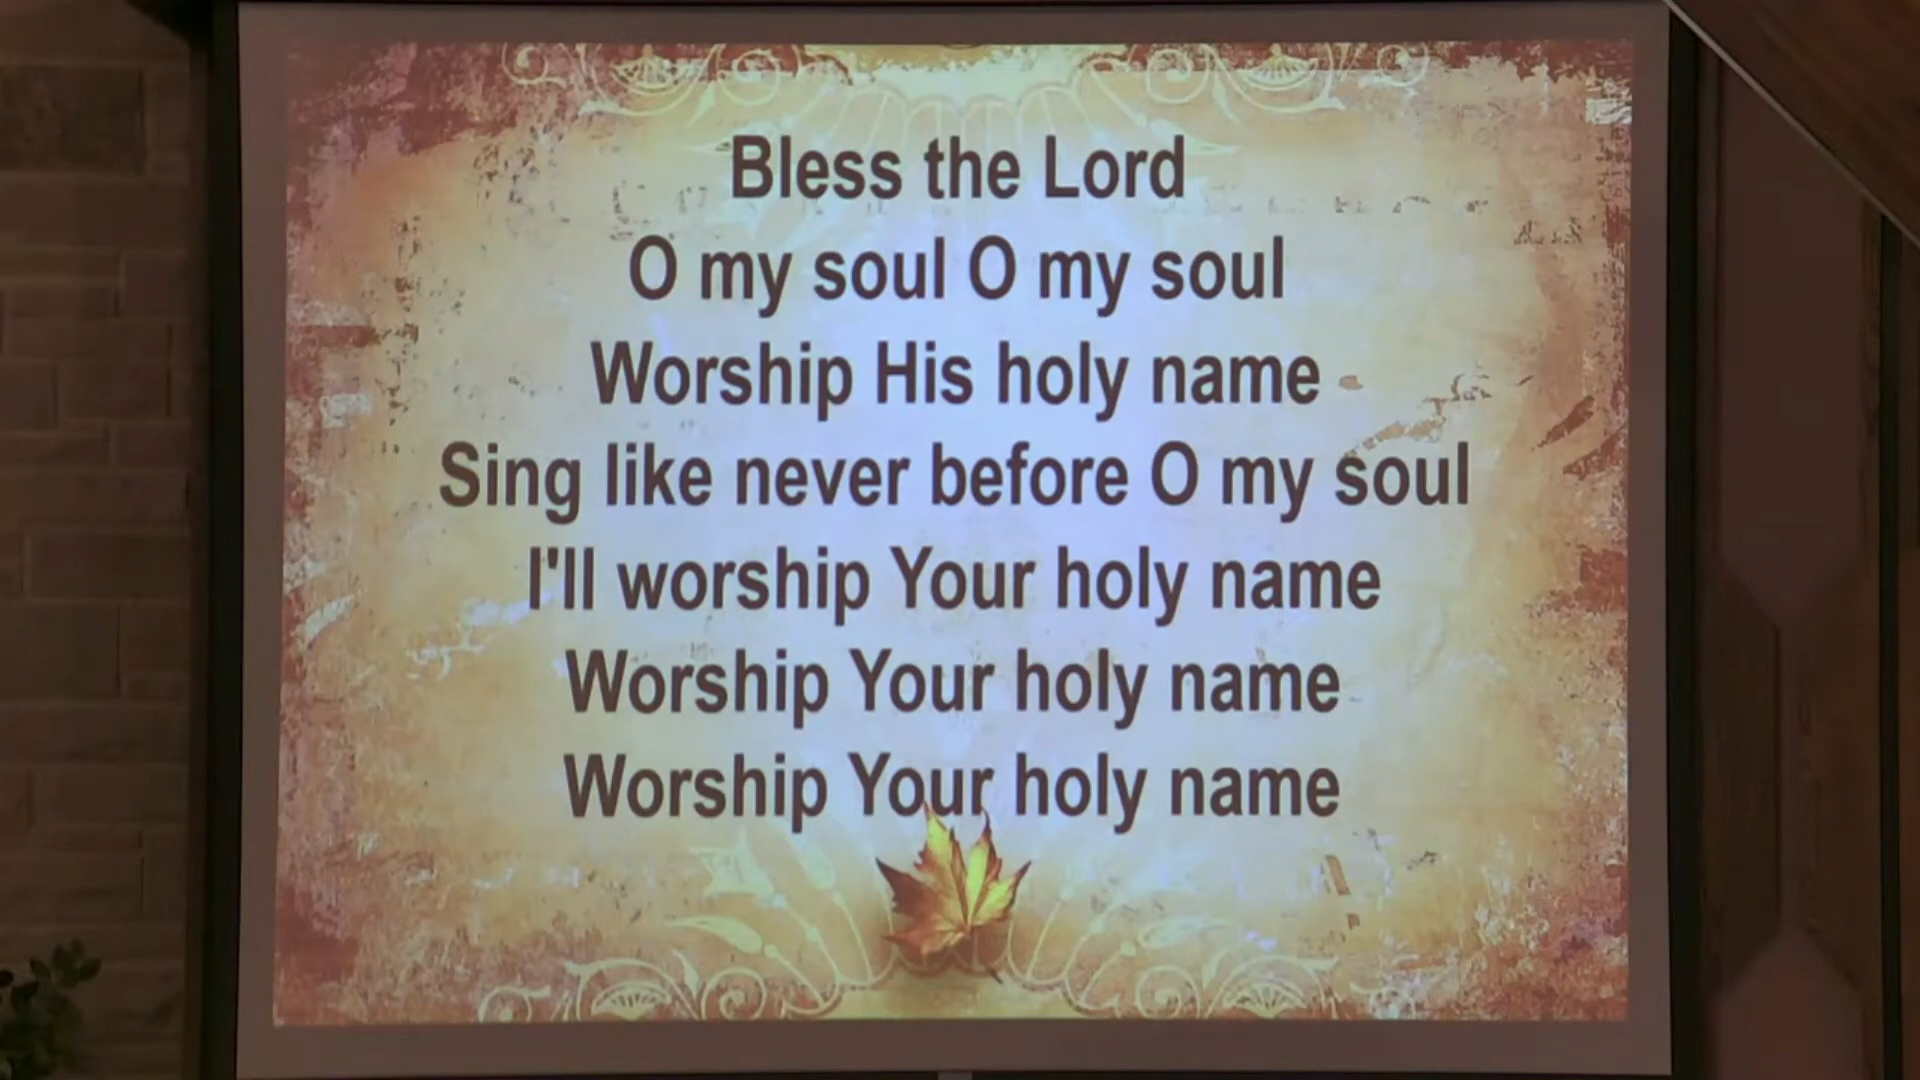 Bless the Lord
O my soul O my soul
Worship His holy name
Sing like never before O my soul
I'll worship Your holy name
Worship Your holy name
Worship Your holy name